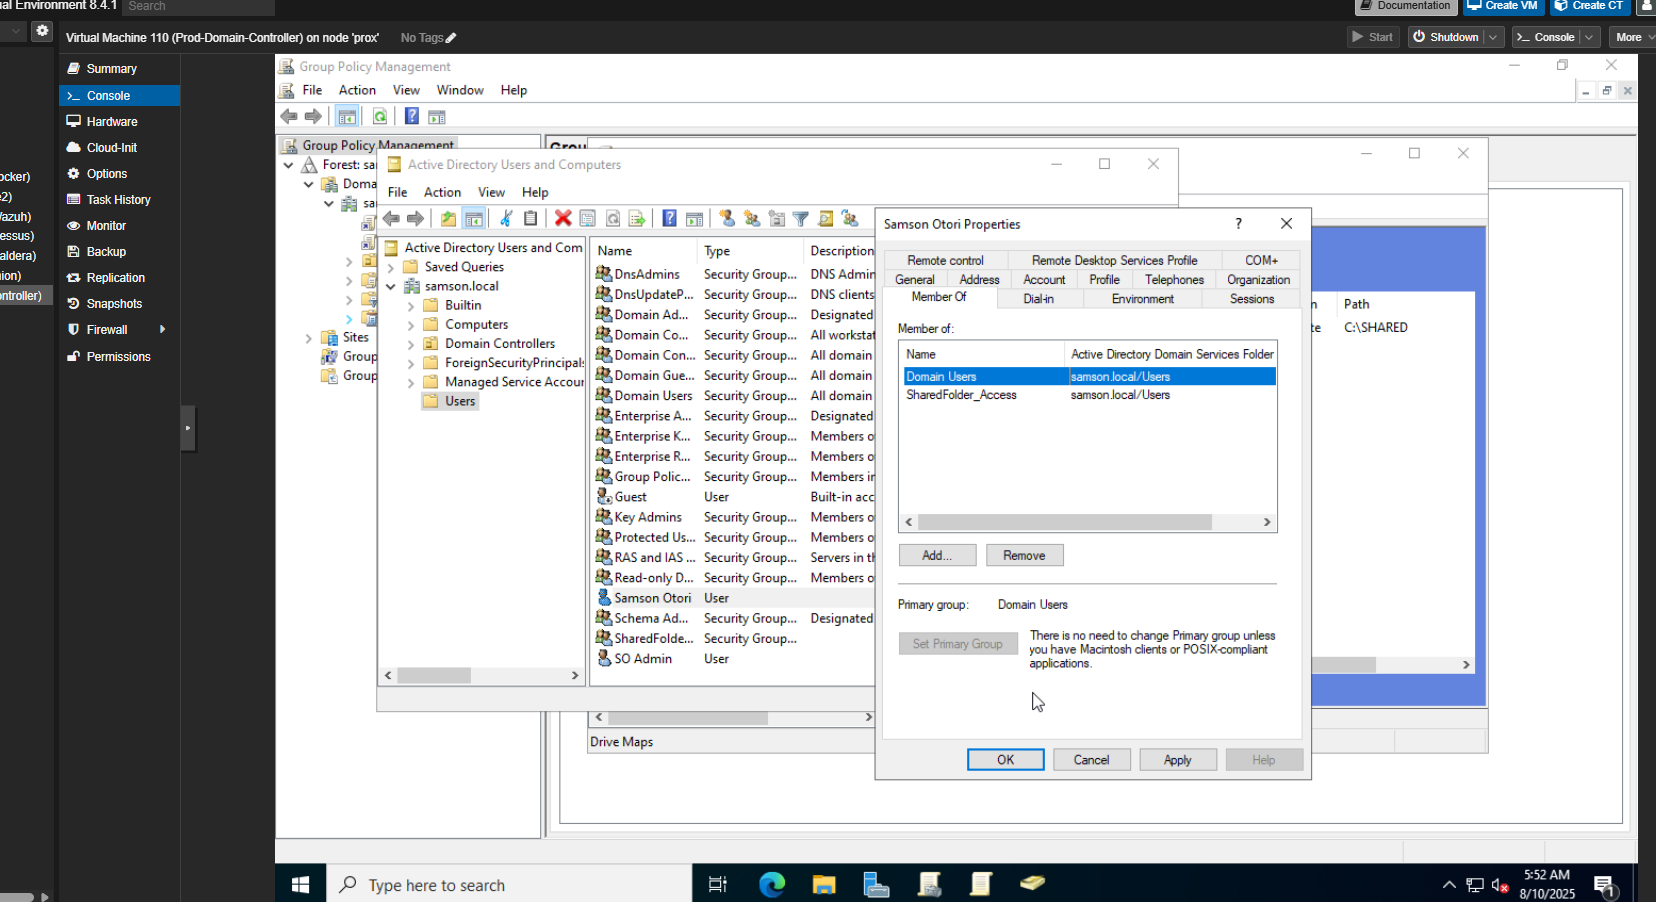 ual Environment 8.4.1 Search
Documentation Create VM Create CT
Virtual Machine 110 (Prod-Domain-Controller) on node 'prox' No Tags
Start Shutdown Console More
Summary
Console
Hardware
Cloud-Init
Options
Task History
Monitor
Backup
Replication
Snapshots
Firewall
Permissions
ocker)
e2)
Vazuh)
essus)
aldera)
nion)
ontroller)
Group Policy Management
File Action View Window Help
Group Policy Management
Forest: sa
Doma
sa
Sites
Group
Group
Grou
Active Directory Users and Computers
File Action View Help
Active Directory Users and Com
Saved Queries
samson.local
Builtin
Computers
Domain Controllers
ForeignSecurityPrincipals
Managed Service Accour
Users
Name Type Description
DnsAdmins Security Group... DNS Admin
DnsUpdateP... Security Group... DNS clients
Domain Ad... Security Group... Designated
Domain Co... Security Group... All workstat
Domain Con... Security Group... All domain
Domain Gue... Security Group... All domain
Domain Users Security Group... All domain
Enterprise A... Security Group... Designated
Enterprise K... Security Group... Members o
Enterprise R... Security Group... Members o
Group Polic... Security Group... Members in
Guest User Built-in acc
Key Admins Security Group... Members o
Protected Us... Security Group... Members o
RAS and IAS ... Security Group... Servers in th
Read-only D... Security Group... Members o
Samson Otori User
Schema Ad... Security Group... Designated
SharedFolde... Security Group...
SO Admin User
Drive Maps
n Path
te C:\SHARED
Samson Otori Properties ?
Remote control Remote Desktop Services Profile COM+
General Address Account Profile Telephones Organization
Member Of Dial-in Environment Sessions
Member of:
Name Active Directory Domain Services Folder
Domain Users samson.local/Users
SharedFolder_Access samson.local/Users
Add... Remove
Primary group: Domain Users
Set Primary Group
There is no need to change Primary group unless
you have Macintosh clients or POSIX-compliant
applications.
OK Cancel Apply Help
Type here to search
5:52 AM
8/10/2025
1